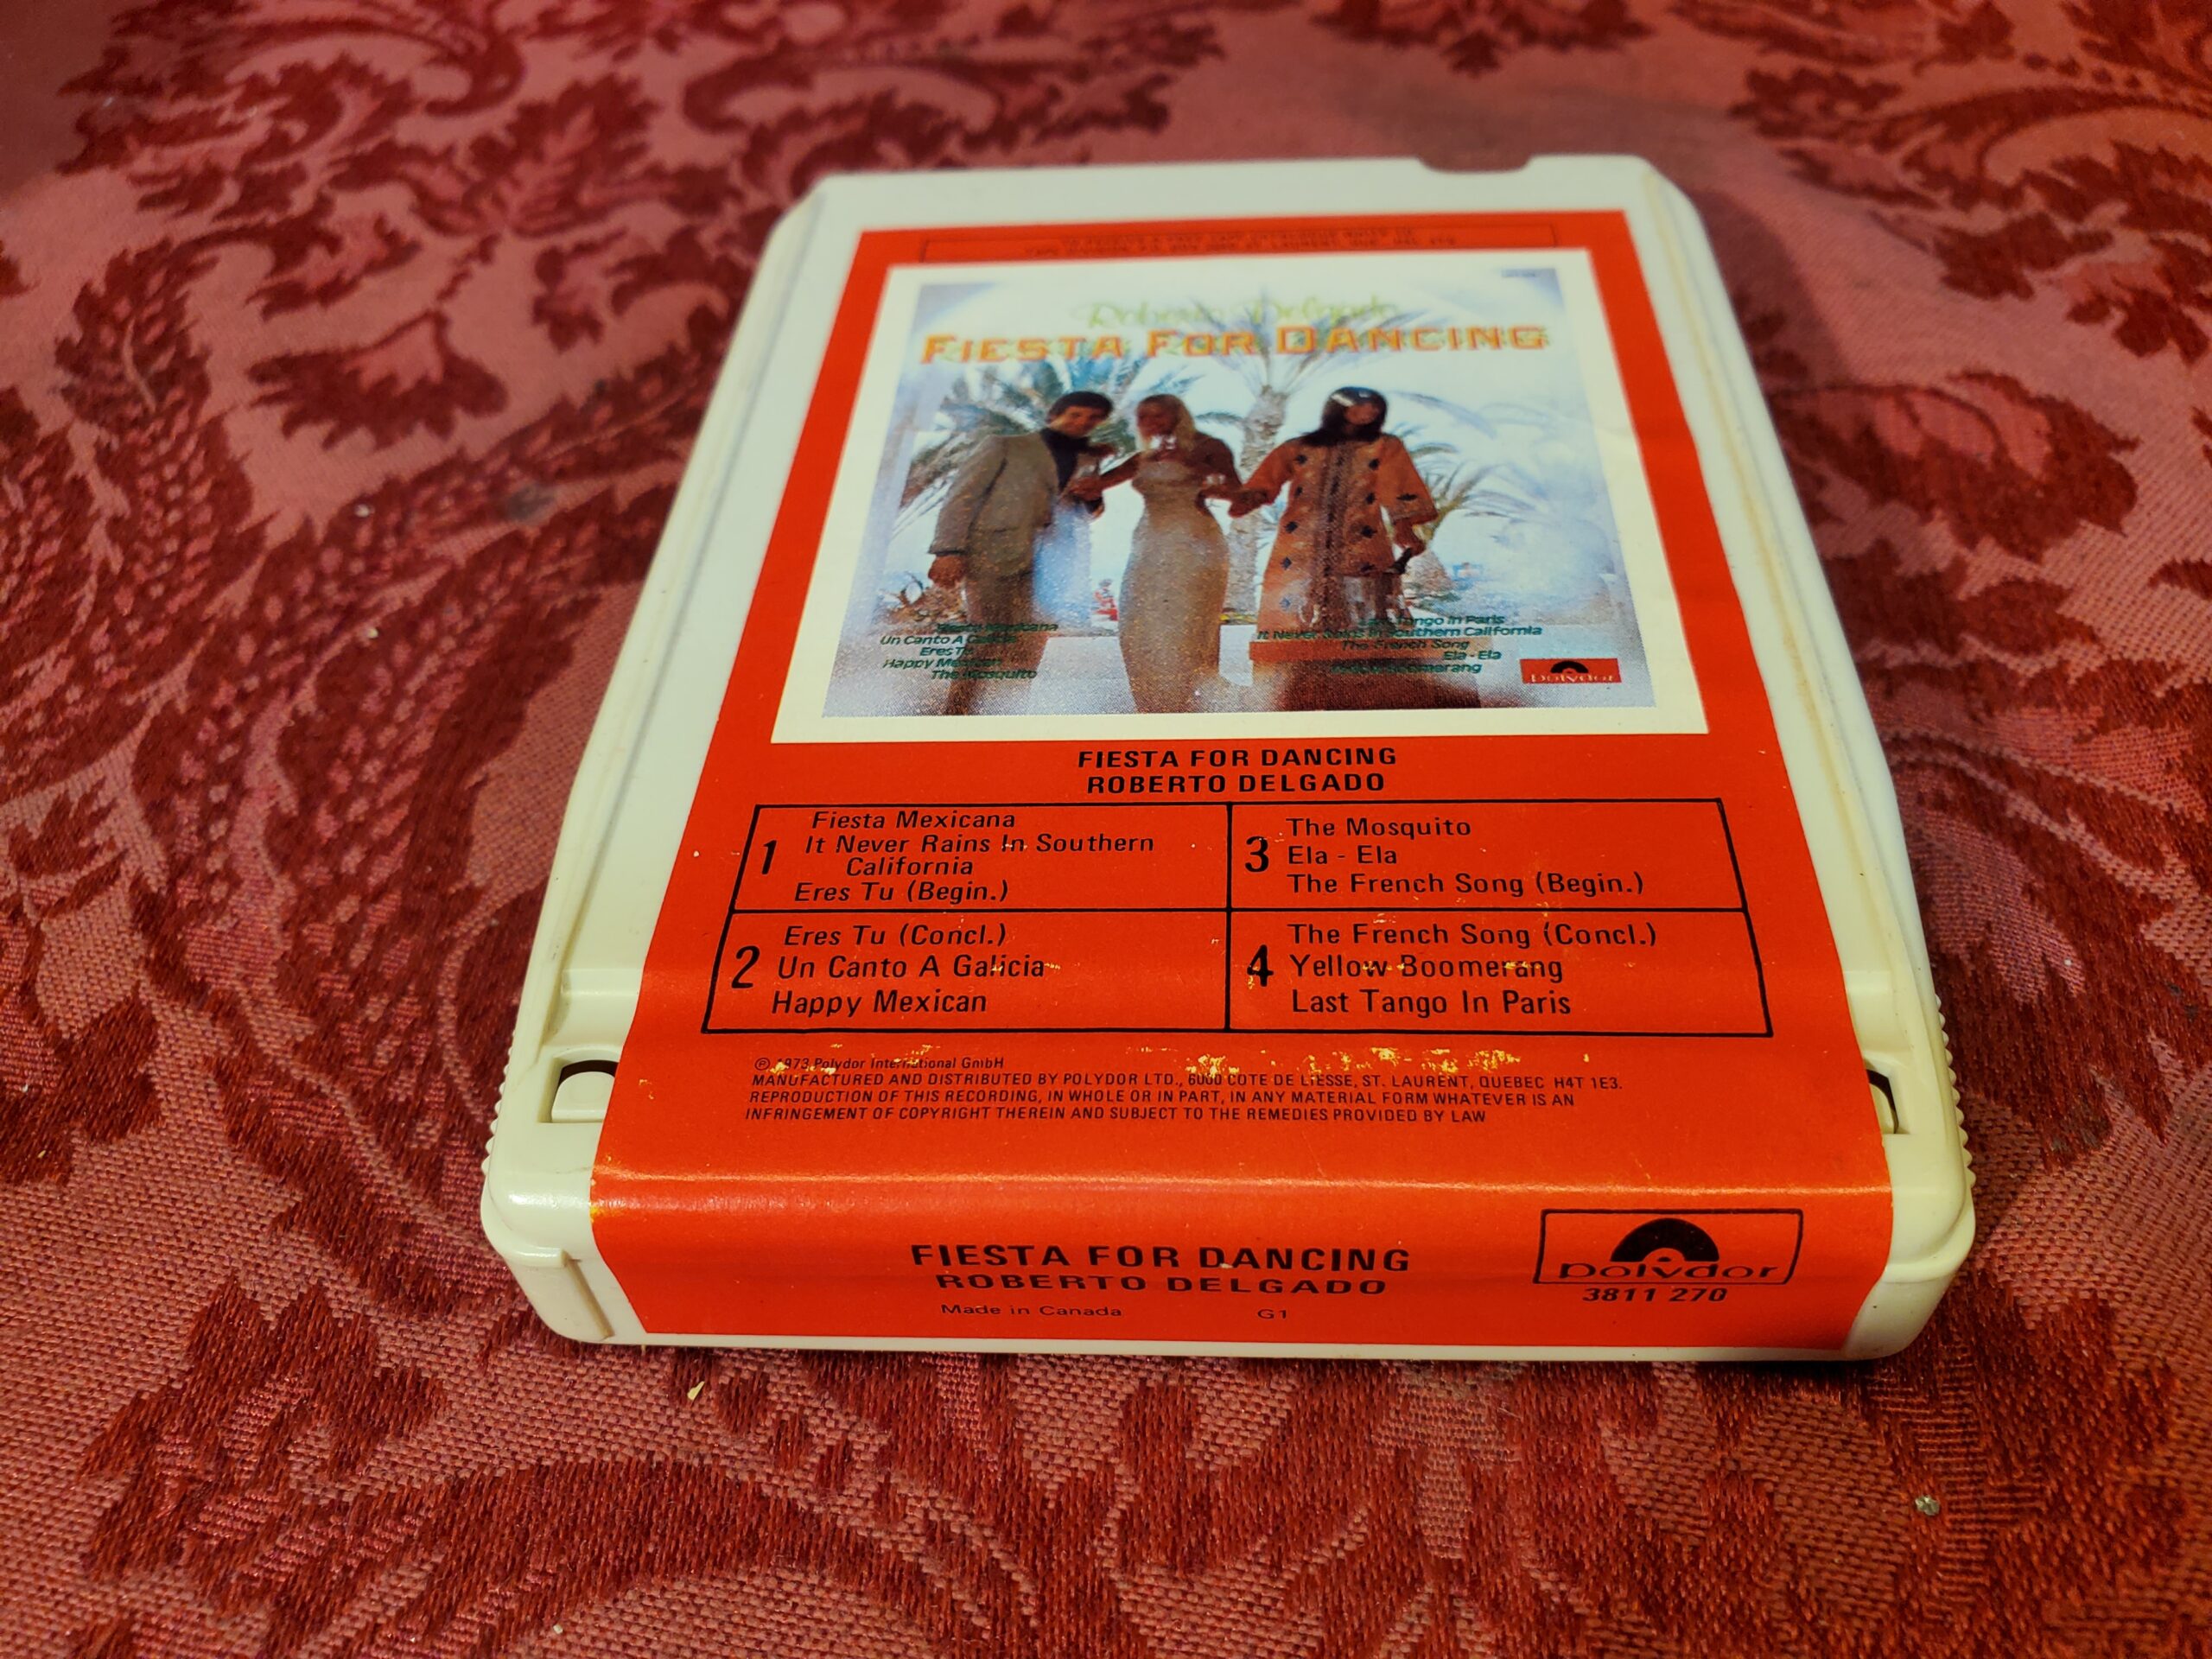 FIESTA FOR DANCING
Un Canto A
Eres Tu
Happy
The Mosquito
Tango in Paris
It Never Rains In Southern California
The French Song
Ela - Ela
Boomerang
polydor
FIESTA FOR DANCING
ROBERTO DELGADO
1
Fiesta Mexicana
It Never Rains In Southern
California
Eres Tu (Begin.)
2
Eres Tu (Concl.)
Un Canto A Galicia
Happy Mexican
3
The Mosquito
Ela - Ela
The French Song (Begin.)
4
The French Song (Concl.)
Yellow Boomerang
Last Tango In Paris
℗ 1973 Polydor International GmbH
MANUFACTURED AND DISTRIBUTED BY POLYDOR LTD., 6000 COTE DE LIESSE, ST. LAURENT, QUEBEC H4T 1E3.
REPRODUCTION OF THIS RECORDING, IN WHOLE OR IN PART, IN ANY MATERIAL FORM WHATEVER IS AN
INFRINGEMENT OF COPYRIGHT THEREIN AND SUBJECT TO THE REMEDIES PROVIDED BY LAW
FIESTA FOR DANCING
ROBERTO DELGADO
Made in Canada G1
polydor
3811 270